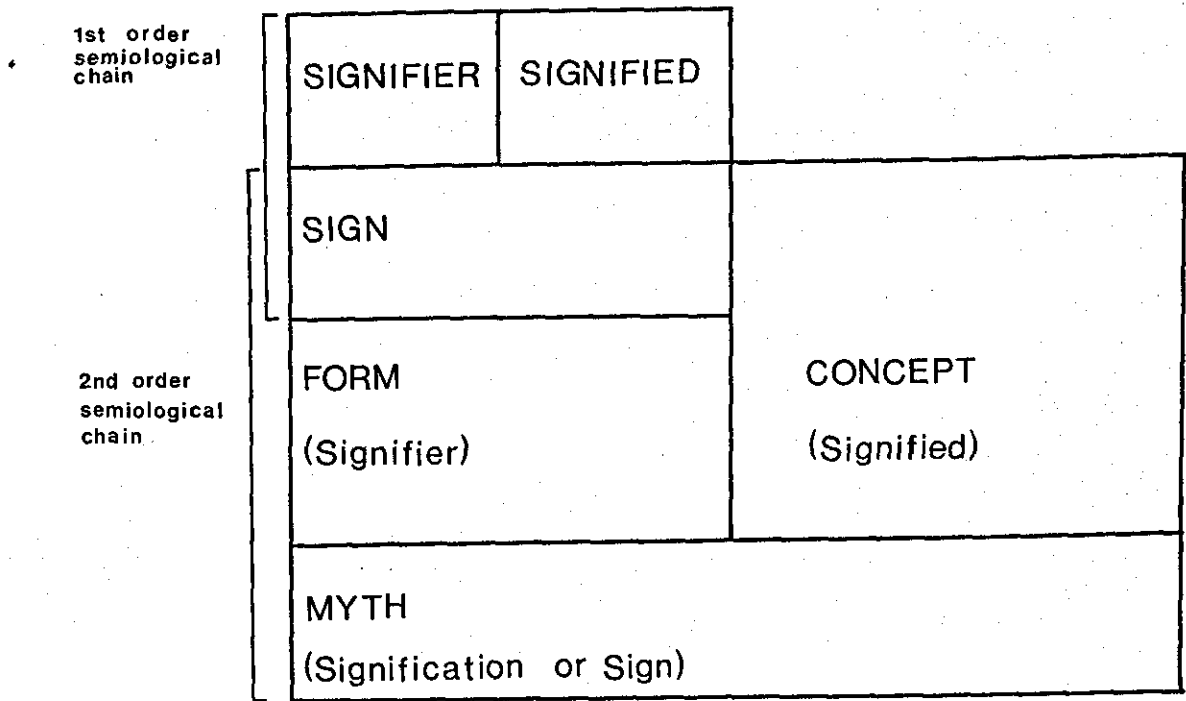 1st order
semiological
chain
SIGNIFIER
SIGNIFIED
SIGN
2nd order
semiological
chain
FORM
(Signifier)
CONCEPT
(Signified)
MYTH
(Signification or Sign)